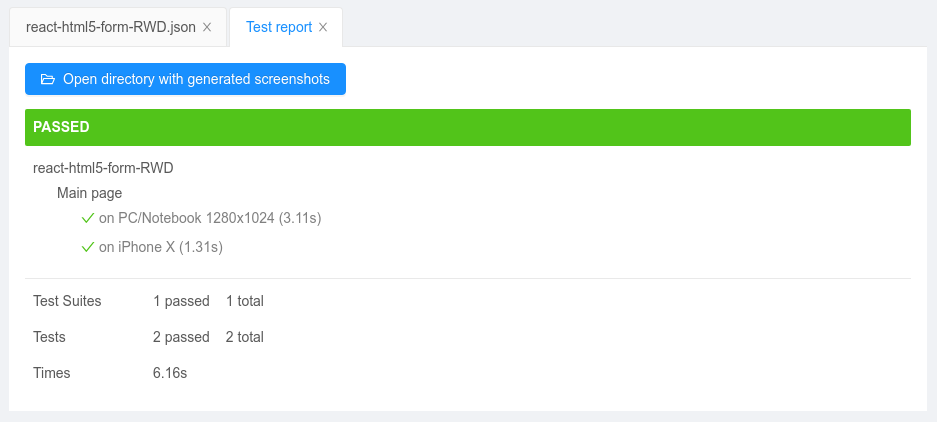 react-html5-form-RWD.json
Test report
Open directory with generated screenshots
PASSED
react-html5-form-RWD
Main page
on PC/Notebook 1280x1024 (3.11s)
on iPhone X (1.31s)
Test Suites 1 passed 1 total
Tests 2 passed 2 total
Times 6.16s